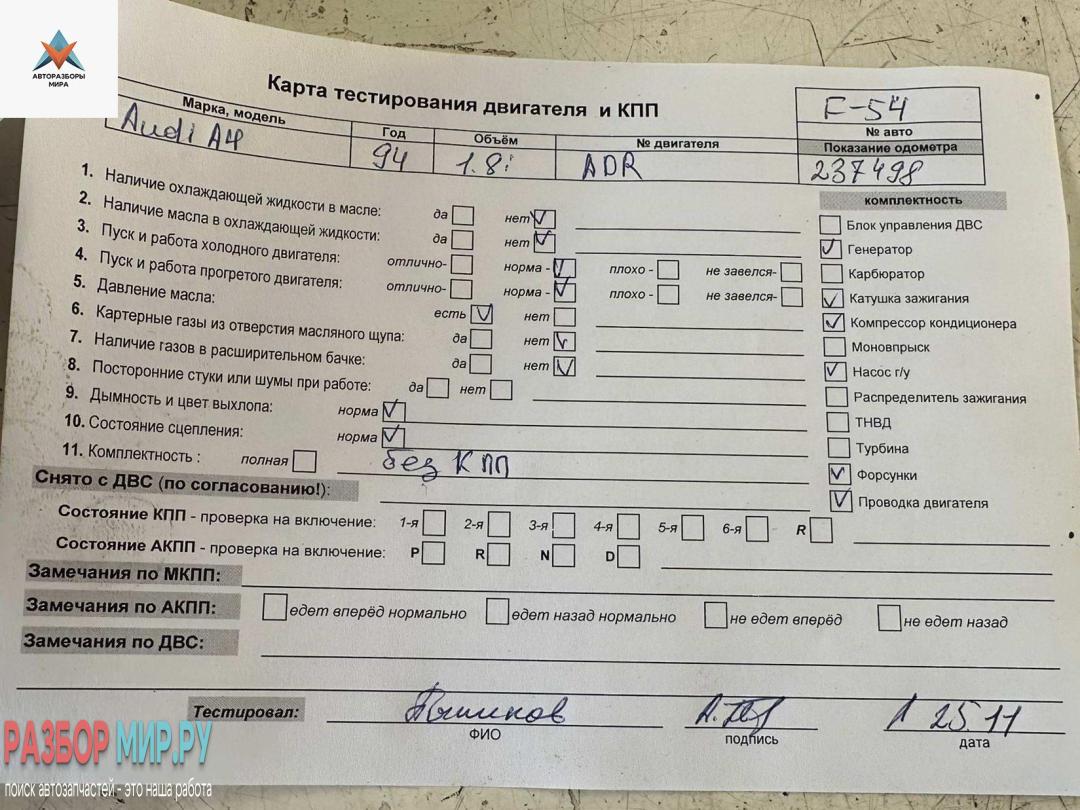 АВТОРАЗБОРЫ
МИРА
Карта тестирования двигателя и КПП
F-54
№ авто
Марка, модель Год Объём № двигателя Показание одометра
Audi A4 94 1.8i ADR 237498
комплектность
1. Наличие охлаждающей жидкости в масле: да нет
2. Наличие масла в охлаждающей жидкости: да нет
3. Пуск и работа холодного двигателя: отлично- норма - плохо - не завелся-
4. Пуск и работа прогретого двигателя: отлично- норма - плохо - не завелся-
5. Давление масла: есть нет
6. Картерные газы из отверстия масляного щупа: да нет
7. Наличие газов в расширительном бачке: да нет
8. Посторонние стуки или шумы при работе: да нет
9. Дымность и цвет выхлопа: норма
10. Состояние сцепления: норма
11. Комплектность : полная без КПП
Блок управления ДВС
Генератор
Карбюратор
Катушка зажигания
Компрессор кондиционера
Моновпрыск
Насос г/у
Распределитель зажигания
ТНВД
Турбина
Форсунки
Проводка двигателя
Снято с ДВС (по согласованию!):
Состояние КПП - проверка на включение: 1-я 2-я 3-я 4-я 5-я 6-я R
Состояние АКПП - проверка на включение: P R N D
Замечания по МКПП:
Замечания по АКПП: едет вперёд нормально едет назад нормально не едет вперёд не едет назад
Замечания по ДВС:
Тестировал:
ФИО подпись дата
25.11
РАЗБОР МИР.РУ
поиск автозапчастей - это наша работа